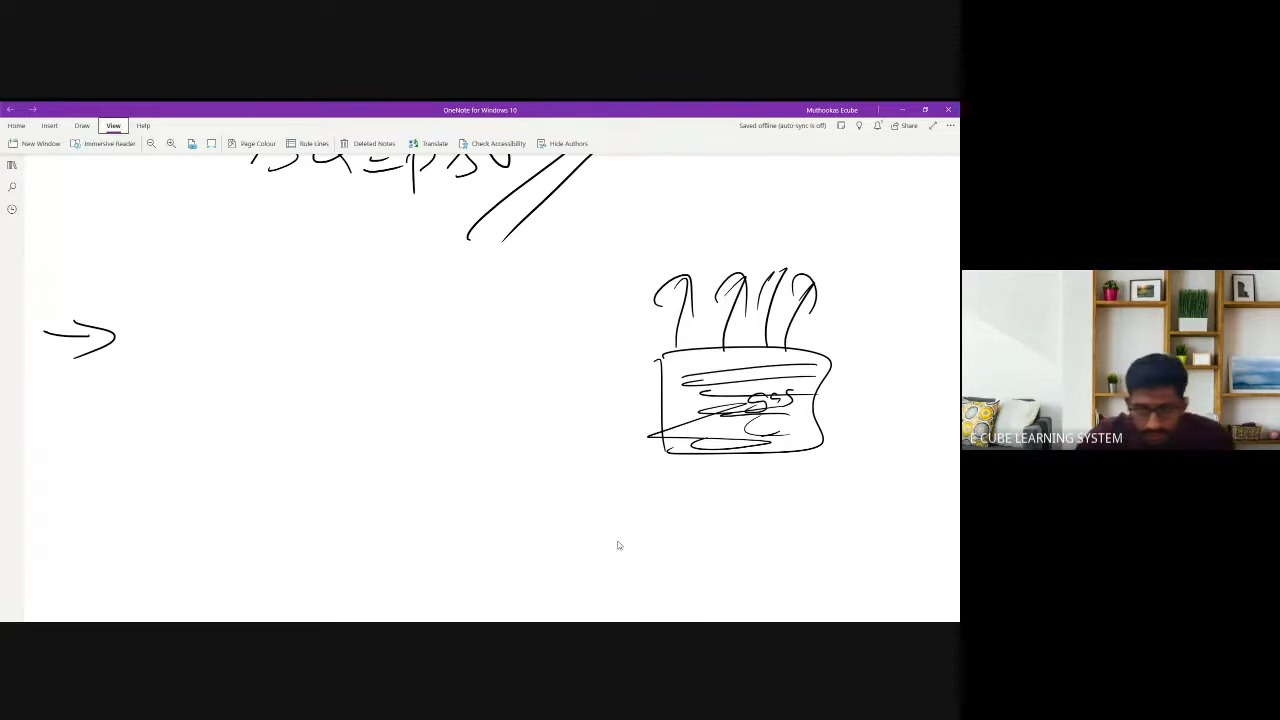 OneNote for Windows 10
Muthookas Ecube
Home Insert Draw View Help
Saved offline (auto-sync is off) Share
New Window Immersive Reader Page Colour Rule Lines Deleted Notes Translate Check Accessibility Hide Authors
gas
E CUBE LEARNING SYSTEM